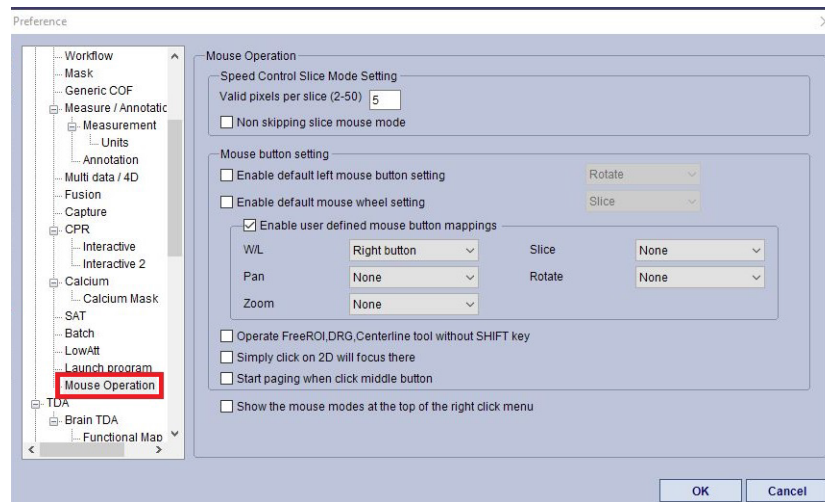 Preference
Workflow
Mask
Generic COF
Measure / Annotatic
Measurement
Units
Annotation
Multi data / 4D
Fusion
Capture
CPR
Interactive
Interactive 2
Calcium
Calcium Mask
SAT
Batch
LowAtt
Launch program
Mouse Operation
TDA
Brain TDA
Functional Map
Mouse Operation
Speed Control Slice Mode Setting
Valid pixels per slice (2-50) 5
Non skipping slice mouse mode
Mouse button setting
Enable default left mouse button setting Rotate
Enable default mouse wheel setting Slice
Enable user defined mouse button mappings
W/L Right button Slice None
Pan None Rotate None
Zoom None
Operate FreeROI,DRG,Centerline tool without SHIFT key
Simply click on 2D will focus there
Start paging when click middle button
Show the mouse modes at the top of the right click menu
OK Cancel